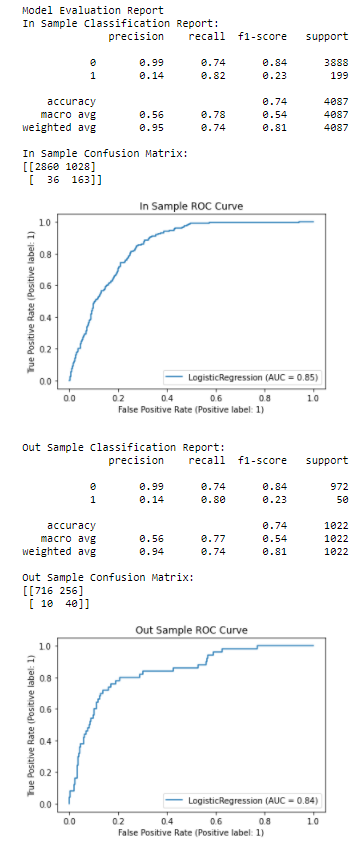 Model Evaluation Report
In Sample Classification Report:
precision recall f1-score support
0 0.99 0.74 0.84 3888
1 0.14 0.82 0.23 199
accuracy 0.74 4087
macro avg 0.56 0.78 0.54 4087
weighted avg 0.95 0.74 0.81 4087
In Sample Confusion Matrix:
[[2860 1028]
[ 36 163]]
In Sample ROC Curve
True Positive Rate (Positive label: 1)
1.0
0.8
0.6
0.4
0.2
0.0
LogisticRegression (AUC = 0.85)
0.0 0.2 0.4 0.6 0.8 1.0
False Positive Rate (Positive label: 1)
Out Sample Classification Report:
precision recall f1-score support
0 0.99 0.74 0.84 972
1 0.14 0.80 0.23 50
accuracy 0.74 1022
macro avg 0.56 0.77 0.54 1022
weighted avg 0.94 0.74 0.81 1022
Out Sample Confusion Matrix:
[[716 256]
[ 10 40]]
Out Sample ROC Curve
True Positive Rate (Positive label: 1)
1.0
0.8
0.6
0.4
0.2
0.0
LogisticRegression (AUC = 0.84)
0.0 0.2 0.4 0.6 0.8 1.0
False Positive Rate (Positive label: 1)